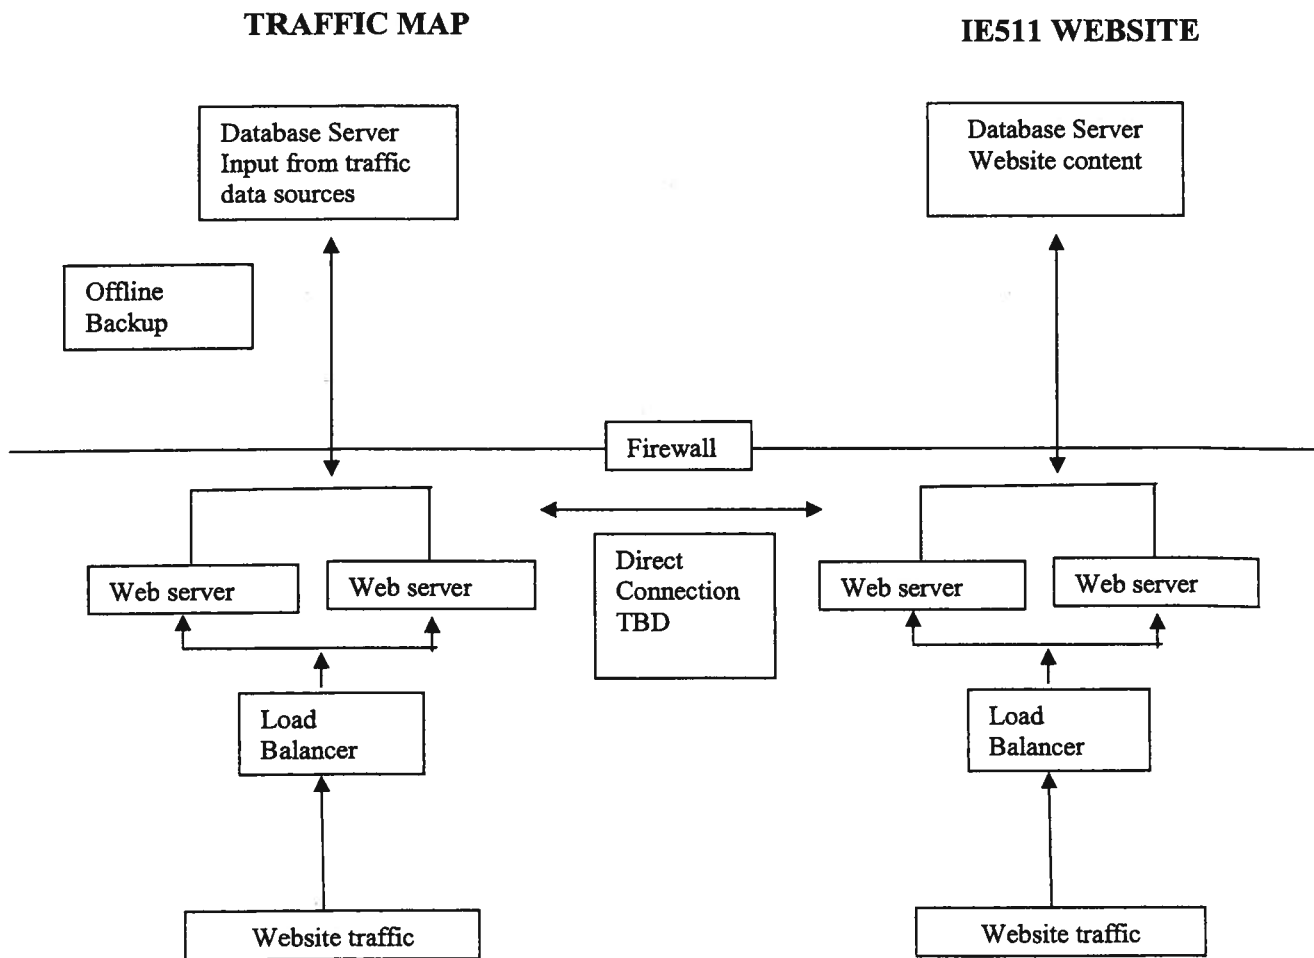 TRAFFIC MAP
IE511 WEBSITE
Database Server
Input from traffic
data sources
Database Server
Website content
Offline
Backup
Firewall
Direct
Connection
TBD
Web server
Web server
Web server
Web server
Load
Balancer
Load
Balancer
Website traffic
Website traffic